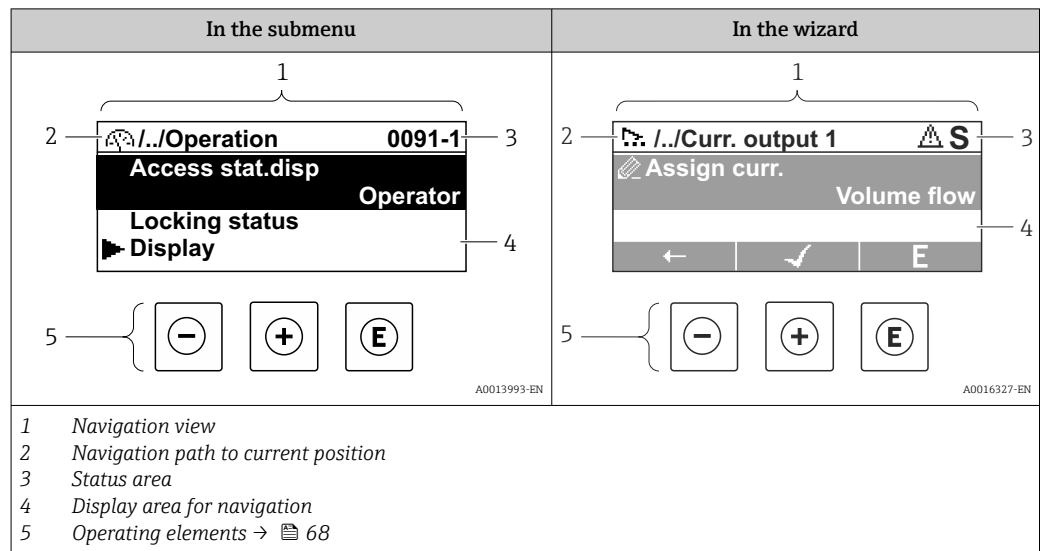 In the submenu
In the wizard
1
2
/../Operation 0091-1
3
Access stat.disp
Operator
Locking status
Display
4
5
- + E
A0013993-EN
1
2
/../Curr. output 1 S
3
Assign curr.
Volume flow
4
← ✓ E
5
- + E
A0016327-EN
1 Navigation view
2 Navigation path to current position
3 Status area
4 Display area for navigation
5 Operating elements → 68